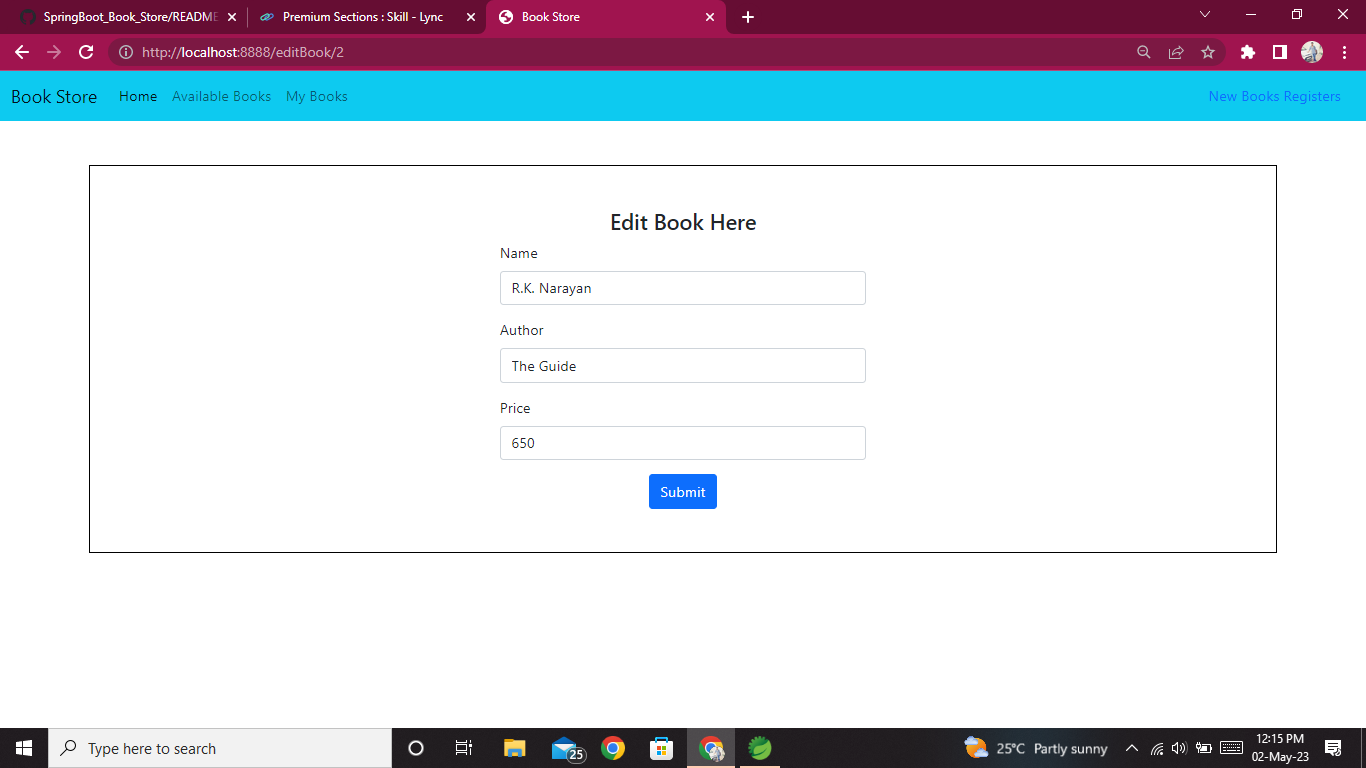 SpringBoot_Book_Store/README
Premium Sections : Skill - Lync
Book Store
http://localhost:8888/editBook/2
Book Store Home Available Books My Books New Books Registers
Edit Book Here
Name
R.K. Narayan
Author
The Guide
Price
650
Submit
Type here to search
25
25°C Partly sunny
12:15 PM
02-May-23